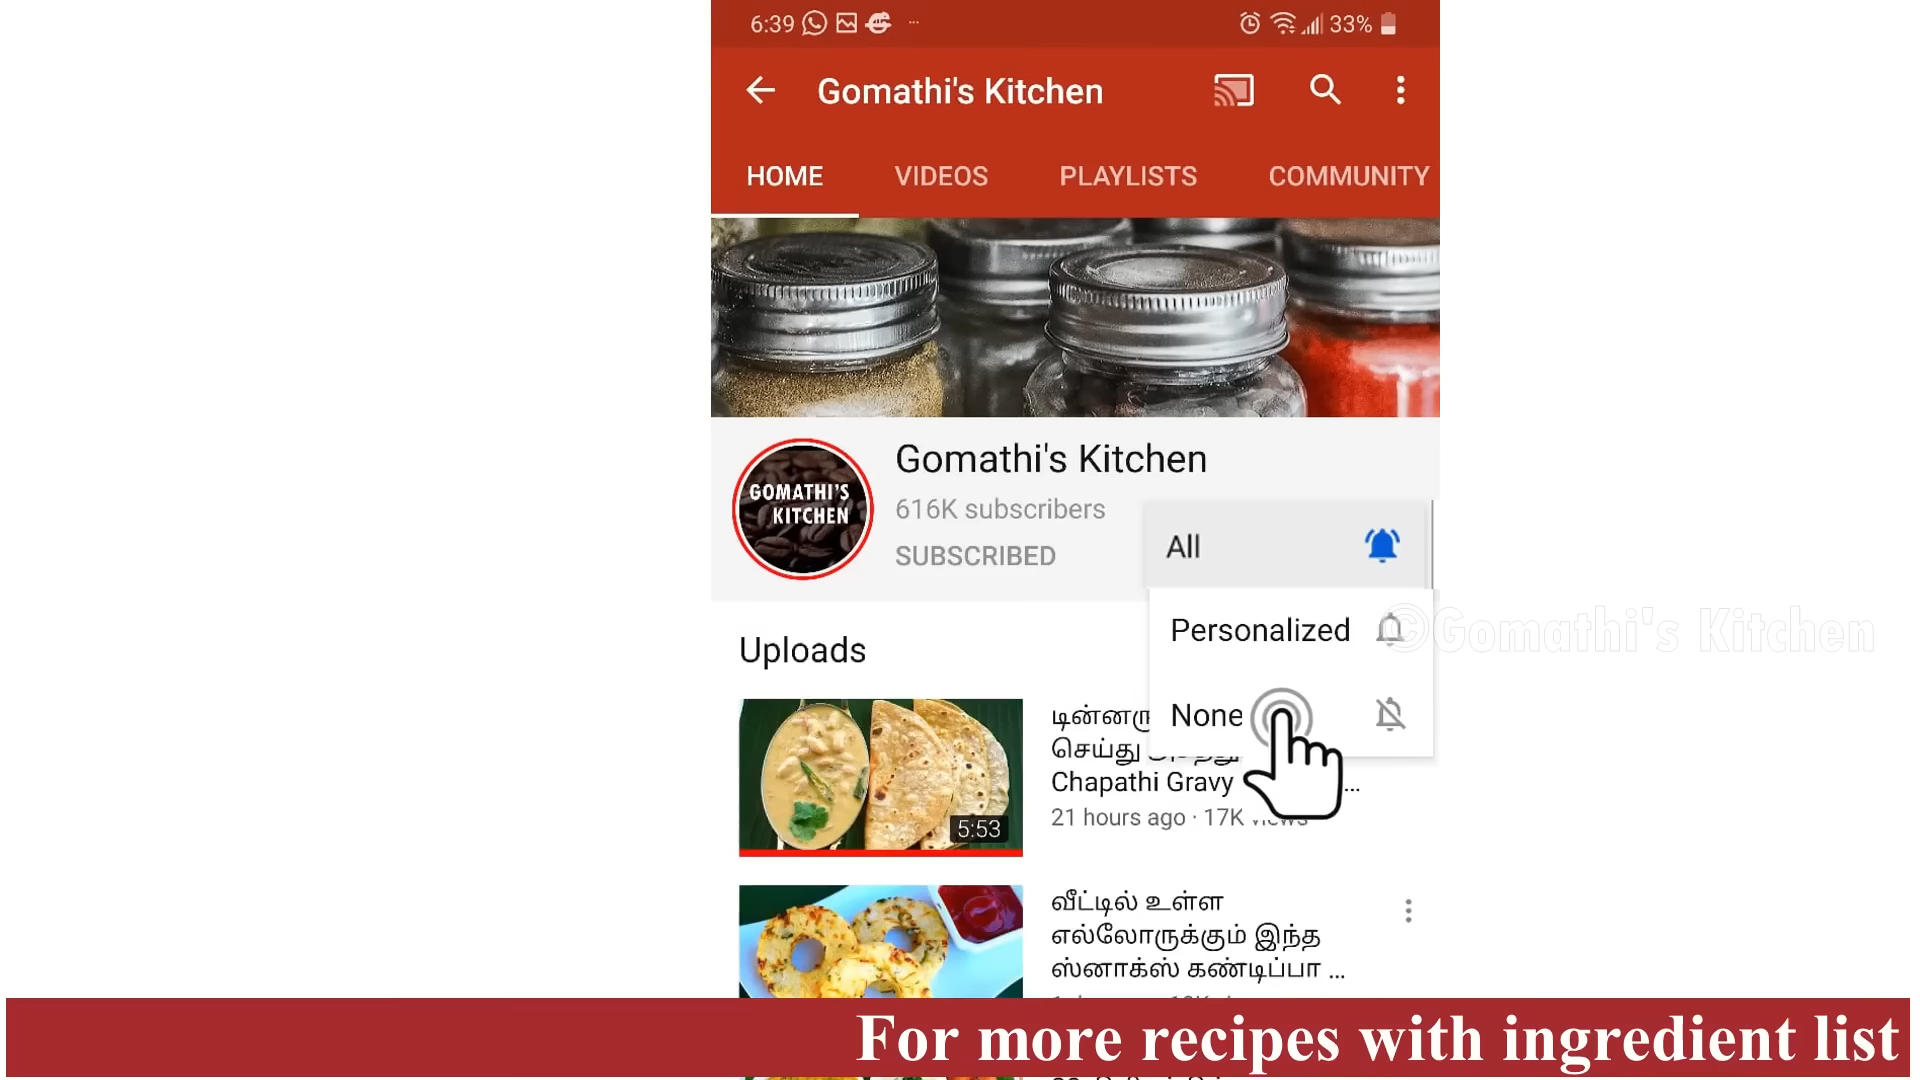 6:39
33%
Gomathi's Kitchen
HOME VIDEOS PLAYLISTS COMMUNITY
GOMATHI'S
KITCHEN
Gomathi's Kitchen
616K subscribers
SUBSCRIBED
All
Personalized
None
©Gomathi's Kitchen
Uploads
5:53
செய்து
Chapathi Gravy ...
21 hours ago · 17K views
வீட்டில் உள்ள
எல்லோருக்கும் இந்த
ஸ்னாக்ஸ் கண்டிப்பா ...
For more recipes with ingredient list